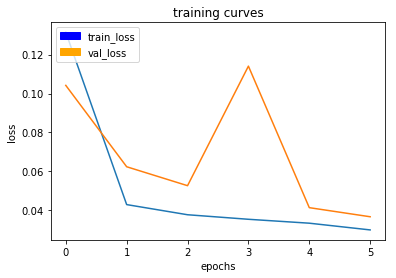 training curves
train_loss
val_loss
0.12
0.10
0.08
0.06
0.04
loss
0 1 2 3 4 5
epochs